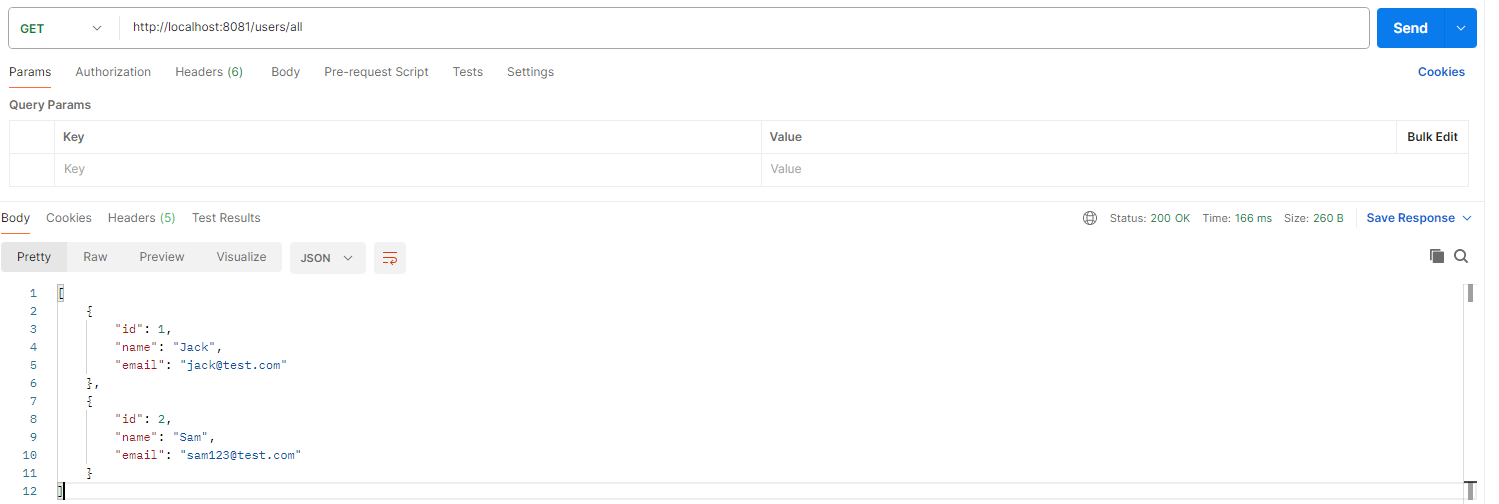 GET http://localhost:8081/users/all Send
Params Authorization Headers (6) Body Pre-request Script Tests Settings Cookies
Query Params
Key Value Bulk Edit
Key Value
Body Cookies Headers (5) Test Results Status: 200 OK Time: 166 ms Size: 260 B Save Response
Pretty Raw Preview Visualize JSON
1 [
2 {
3 "id": 1,
4 "name": "Jack",
5 "email": "jack@test.com"
6 },
7 {
8 "id": 2,
9 "name": "Sam",
10 "email": "sam123@test.com"
11 }
12 ]